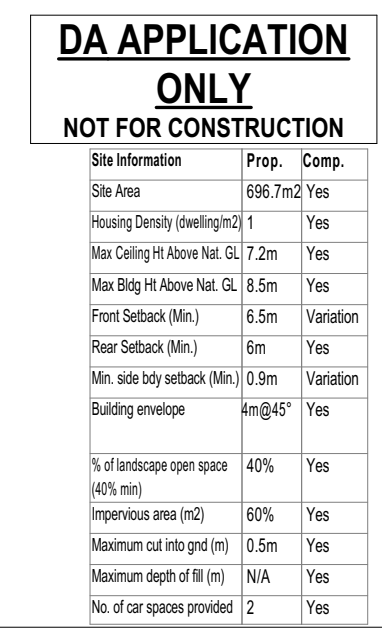 DA APPLICATION
ONLY
NOT FOR CONSTRUCTION
Site Information Prop. Comp.
Site Area 696.7m2 Yes
Housing Density (dwelling/m2) 1 Yes
Max Ceiling Ht Above Nat. GL 7.2m Yes
Max Bldg Ht Above Nat. GL 8.5m Yes
Front Setback (Min.) 6.5m Variation
Rear Setback (Min.) 6m Yes
Min. side bdy setback (Min.) 0.9m Variation
Building envelope 4m@45° Yes
% of landscape open space 40% Yes
(40% min)
Impervious area (m2) 60% Yes
Maximum cut into gnd (m) 0.5m Yes
Maximum depth of fill (m) N/A Yes
No. of car spaces provided 2 Yes